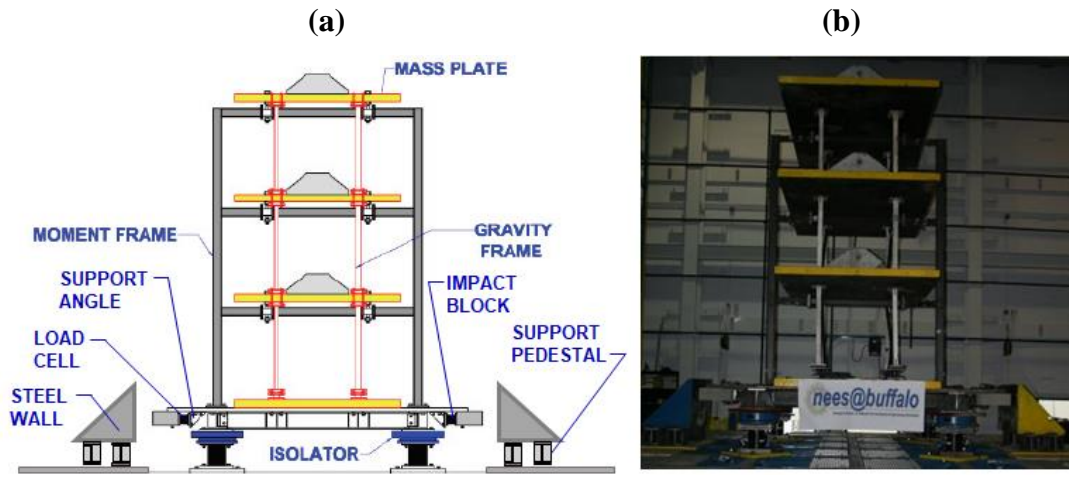 (a)
(b)
MASS PLATE
MOMENT FRAME
GRAVITY
FRAME
SUPPORT
ANGLE
IMPACT
BLOCK
LOAD
CELL
SUPPORT
PEDESTAL
STEEL
WALL
ISOLATOR
nees@buffalo